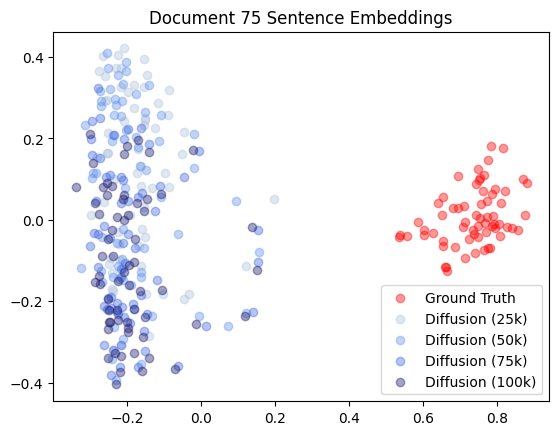 Document 75 Sentence Embeddings
0.4
0.2
0.0
−0.2
−0.4
Ground Truth
Diffusion (25k)
Diffusion (50k)
Diffusion (75k)
Diffusion (100k)
−0.2 0.0 0.2 0.4 0.6 0.8